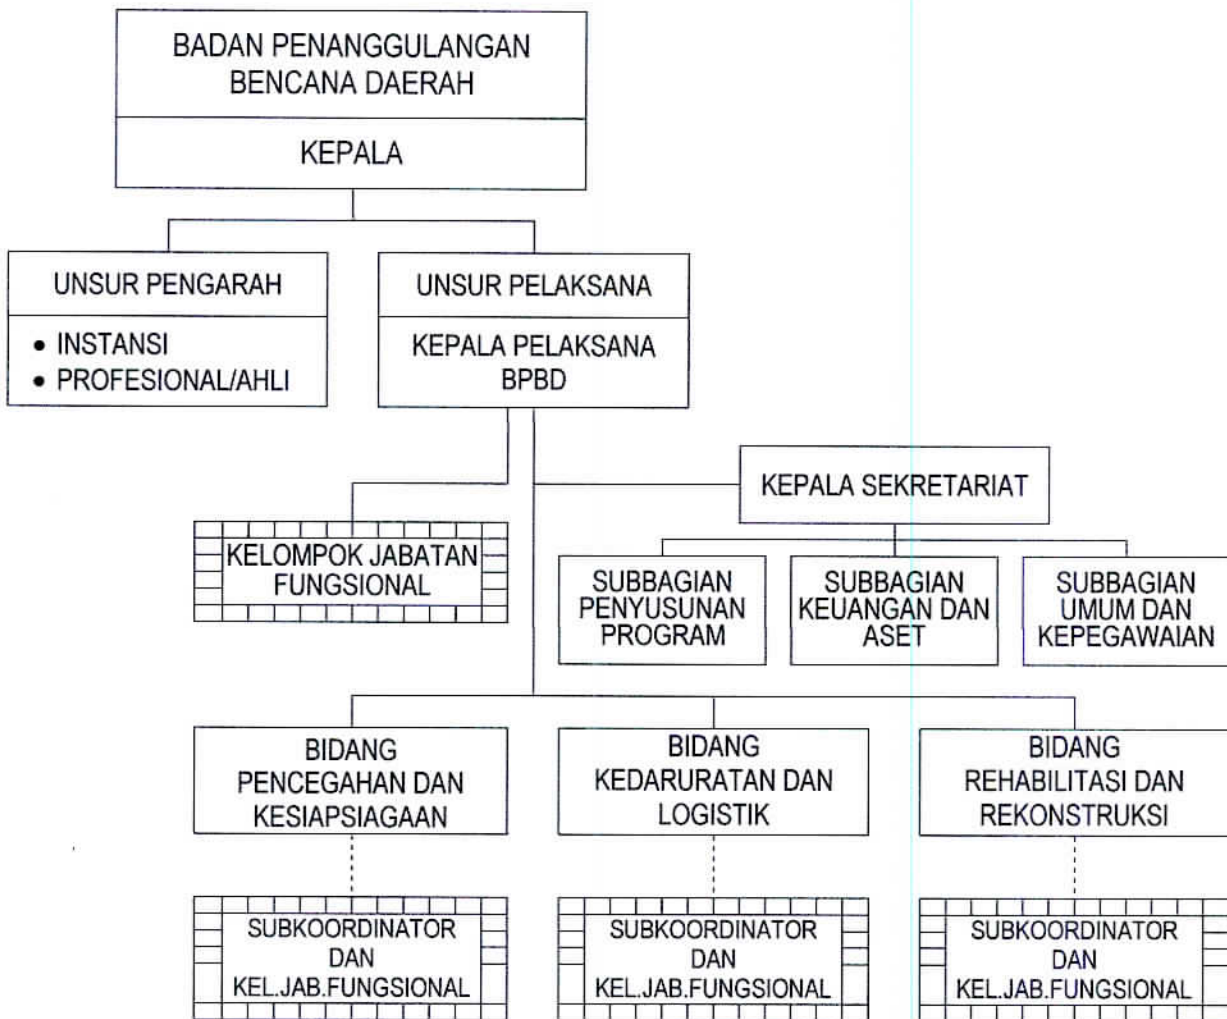 BADAN PENANGGULANGAN
BENCANA DAERAH
KEPALA
UNSUR PENGARAH
• INSTANSI
• PROFESIONAL/AHLI
UNSUR PELAKSANA
KEPALA PELAKSANA
BPBD
KEPALA SEKRETARIAT
KELOMPOK JABATAN
FUNGSIONAL
SUBBAGIAN
PENYUSUNAN
PROGRAM
SUBBAGIAN
KEUANGAN DAN
ASET
SUBBAGIAN
UMUM DAN
KEPEGAWAIAN
BIDANG
PENCEGAHAN DAN
KESIAPSIAGAAN
BIDANG
KEDARURATAN DAN
LOGISTIK
BIDANG
REHABILITASI DAN
REKONSTRUKSI
SUBKOORDINATOR
DAN
KEL.JAB.FUNGSIONAL
SUBKOORDINATOR
DAN
KEL.JAB.FUNGSIONAL
SUBKOORDINATOR
DAN
KEL.JAB.FUNGSIONAL